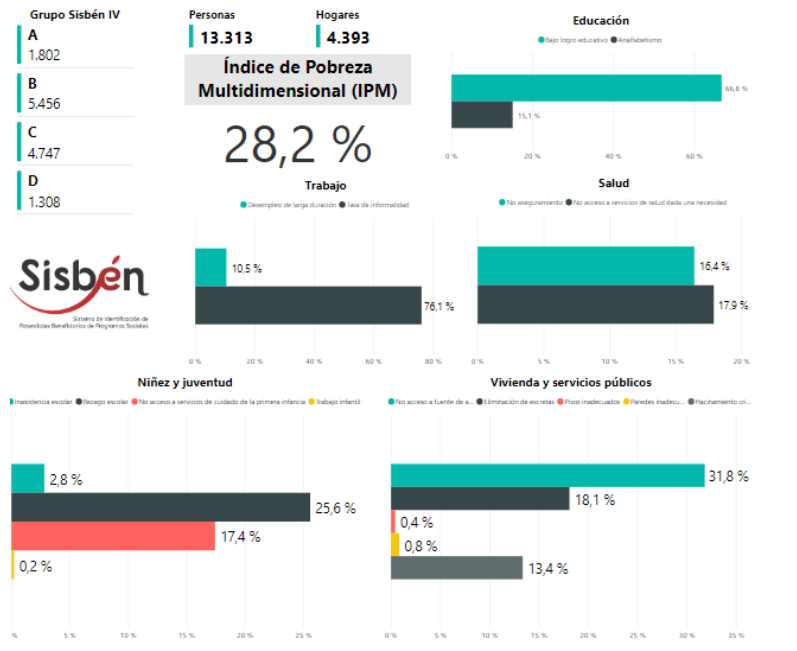 Grupo Sisbén IV
A
1.802
B
5.456
C
4.747
D
1.308
Personas
13.313
Hogares
4.393
Índice de Pobreza
Multidimensional (IPM)
28,2 %
Educación
Bajo logro educativo Analfabetismo
66,8 %
15,1 %
0 % 20 % 40 % 60 %
Trabajo
Desempleo de larga duración Tasa de informalidad
10,5 %
76,1 %
0 % 20 % 40 % 60 % 80 %
Salud
No aseguramiento No acceso a servicios de salud dada una necesidad
16,4 %
17,9 %
0 % 5 % 10 % 15 % 20 %
Sisbén
Sistema de Identificación de
Potenciales Beneficiarios de Programas Sociales
Niñez y juventud
Inasistencia escolar Rezago escolar No acceso a servicios de cuidado de la primera infancia Trabajo infantil
2,8 %
25,6 %
17,4 %
0,2 %
% 5 % 10 % 15 % 20 % 25 % 30 %
Vivienda y servicios públicos
No acceso a fuente de a... Eliminación de excretas Pisos inadecuados Paredes inadecu... Hacinamiento crí...
31,8 %
18,1 %
0,4 %
0,8 %
13,4 %
0 % 5 % 10 % 15 % 20 % 25 % 30 % 35 %